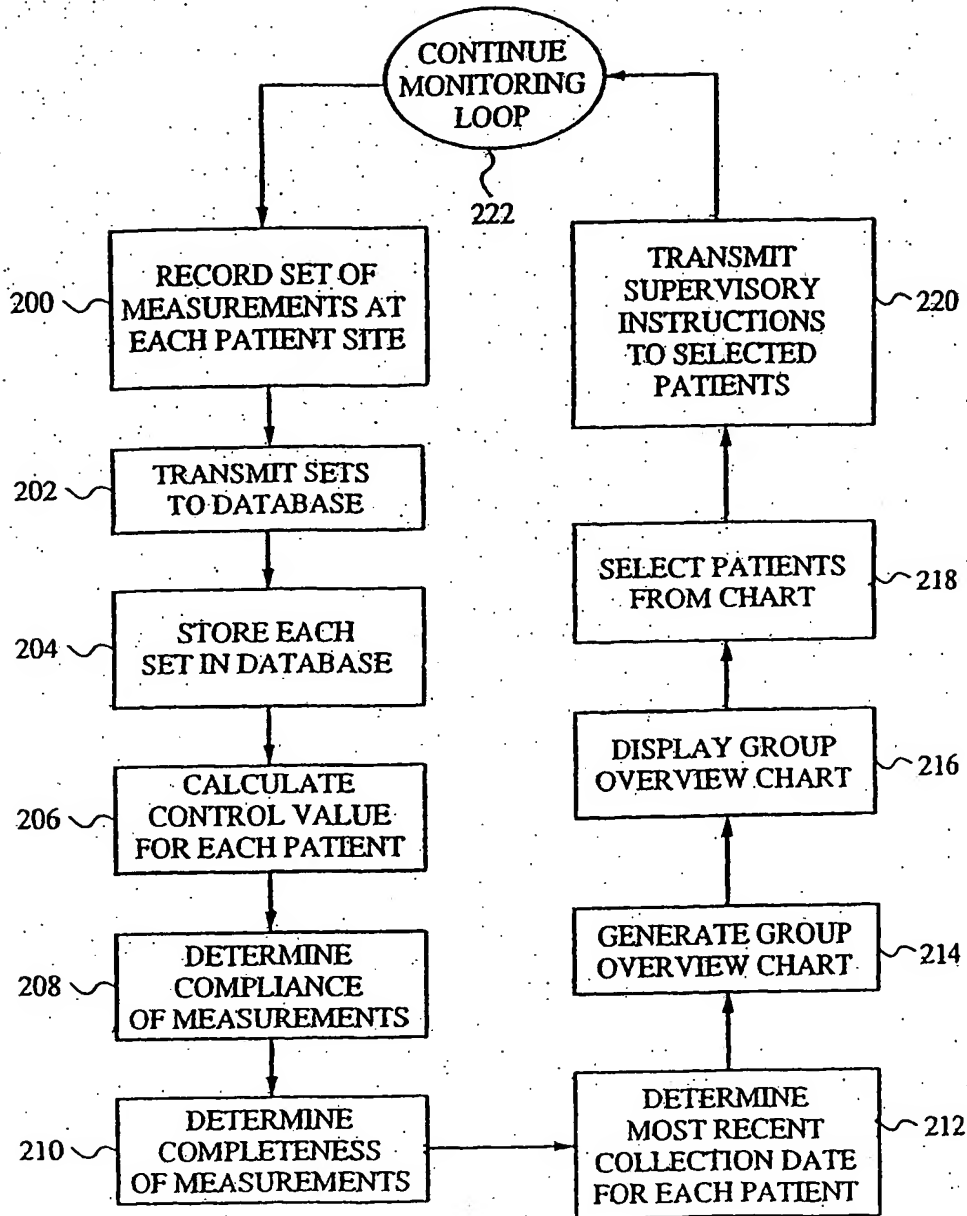 CONTINUE
MONITORING
LOOP
222
200
RECORD SET OF
MEASUREMENTS AT
EACH PATIENT SITE
202
TRANSMIT SETS
TO DATABASE
204
STORE EACH
SET IN DATABASE
206
CALCULATE
CONTROL VALUE
FOR EACH PATIENT
208
DETERMINE
COMPLIANCE
OF MEASUREMENTS
210
DETERMINE
COMPLETENESS
OF MEASUREMENTS
DETERMINE
MOST RECENT
COLLECTION DATE
FOR EACH PATIENT
212
GENERATE GROUP
OVERVIEW CHART
214
DISPLAY GROUP
OVERVIEW CHART
216
SELECT PATIENTS
FROM CHART
218
TRANSMIT
SUPERVISORY
INSTRUCTIONS
TO SELECTED
PATIENTS
220